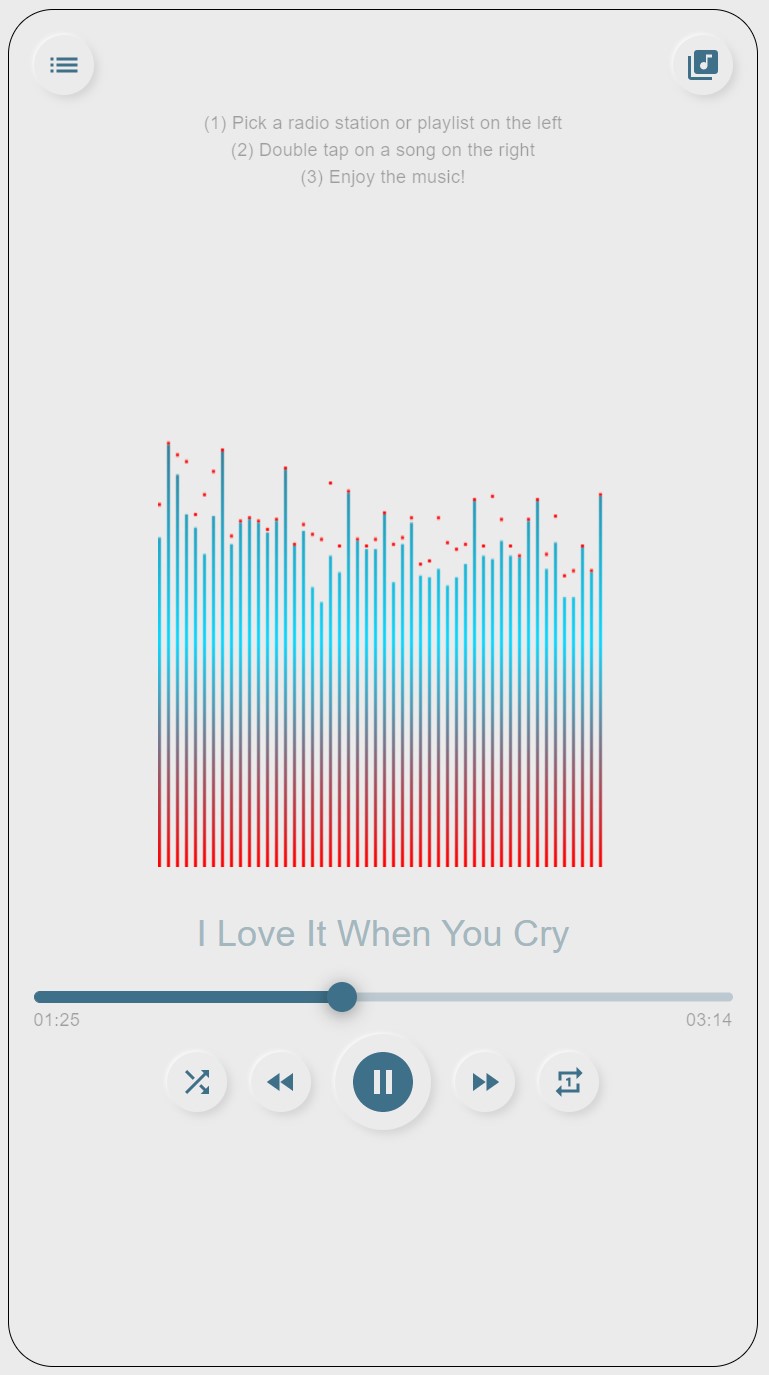 (1) Pick a radio station or playlist on the left
(2) Double tap on a song on the right
(3) Enjoy the music!
I Love It When You Cry
01:25 03:14
1